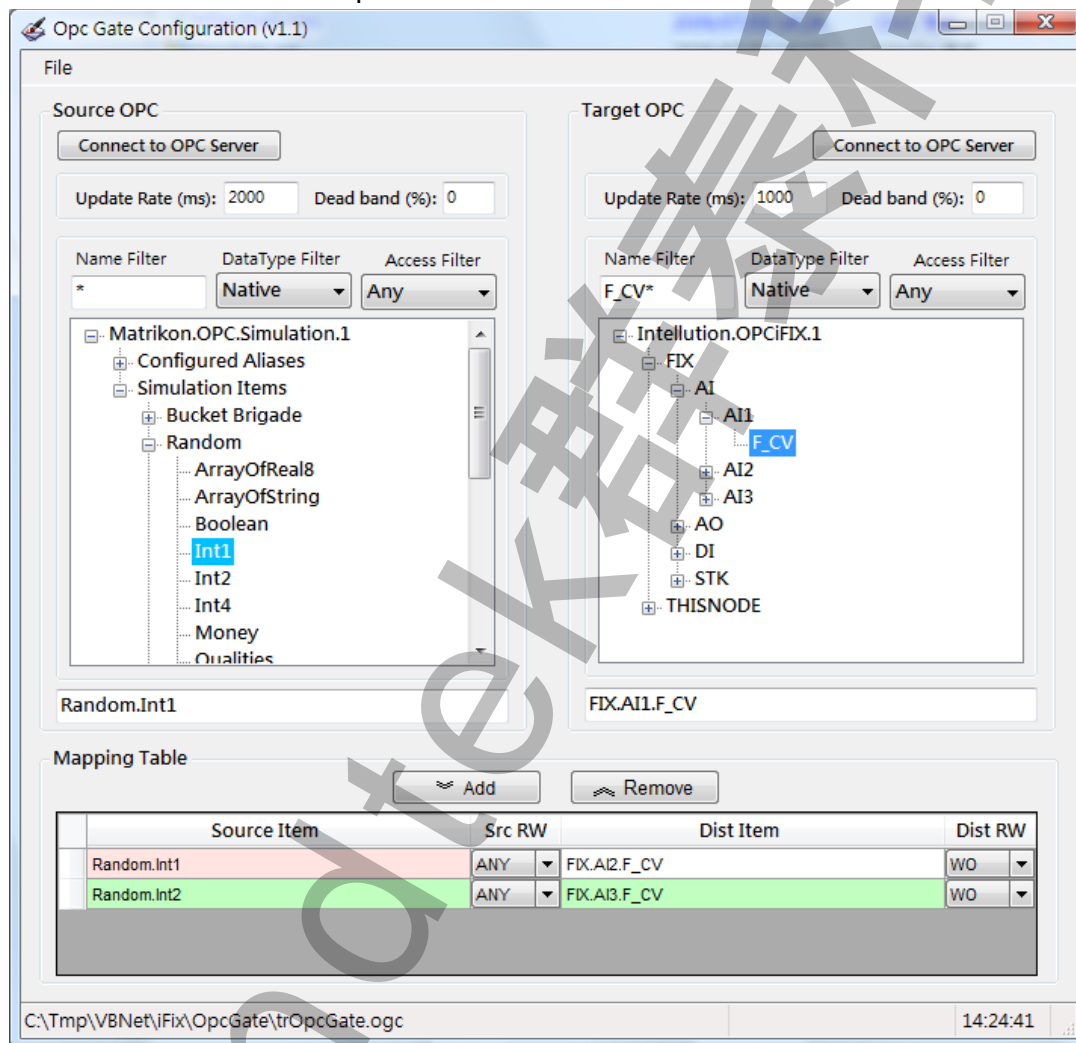 Opc Gate Configuration (v1.1)
File
Source OPC
Connect to OPC Server
Update Rate (ms): 2000 Dead band (%): 0
Name Filter DataType Filter Access Filter
* Native Any
Matrikon.OPC.Simulation.1
Configured Aliases
Simulation Items
Bucket Brigade
Random
ArrayOfReal8
ArrayOfString
Boolean
Int1
Int2
Int4
Money
Qualities
Random.Int1
Target OPC
Connect to OPC Server
Update Rate (ms): 1000 Dead band (%): 0
Name Filter DataType Filter Access Filter
F_CV* Native Any
Intellution.OPCiFIX.1
FIX
AI
AI1
F_CV
AI2
AI3
AO
DI
STK
THISNODE
FIX.AI1.F_CV
Mapping Table
Add Remove
Source Item Src RW Dist Item Dist RW
Random.Int1 ANY FIX.AI2.F_CV WO
Random.Int2 ANY FIX.AI3.F_CV WO
C:\Tmp\VBNet\iFix\OpcGate\trOpcGate.ogc 14:24:41